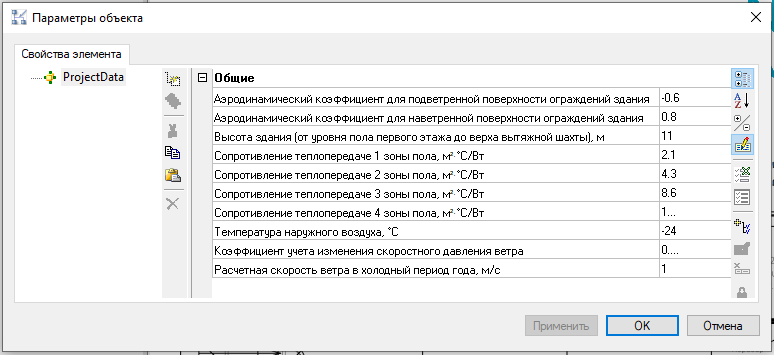 Параметры объекта
Свойства элемента
ProjectData
Общие
Аэродинамический коэффициент для подветренной поверхности ограждений здания -0.6
Аэродинамический коэффициент для наветренной поверхности ограждений здания 0.8
Высота здания (от уровня пола первого этажа до верха вытяжной шахты), м 11
Сопротивление теплопередаче 1 зоны пола, м²·°С/Вт 2.1
Сопротивление теплопередаче 2 зоны пола, м²·°С/Вт 4.3
Сопротивление теплопередаче 3 зоны пола, м²·°С/Вт 8.6
Сопротивление теплопередаче 4 зоны пола, м²·°С/Вт 1...
Температура наружного воздуха, °С -24
Коэффициент учета изменения скоростного давления ветра 0....
Расчетная скорость ветра в холодный период года, м/с 1
Применить OK Отмена